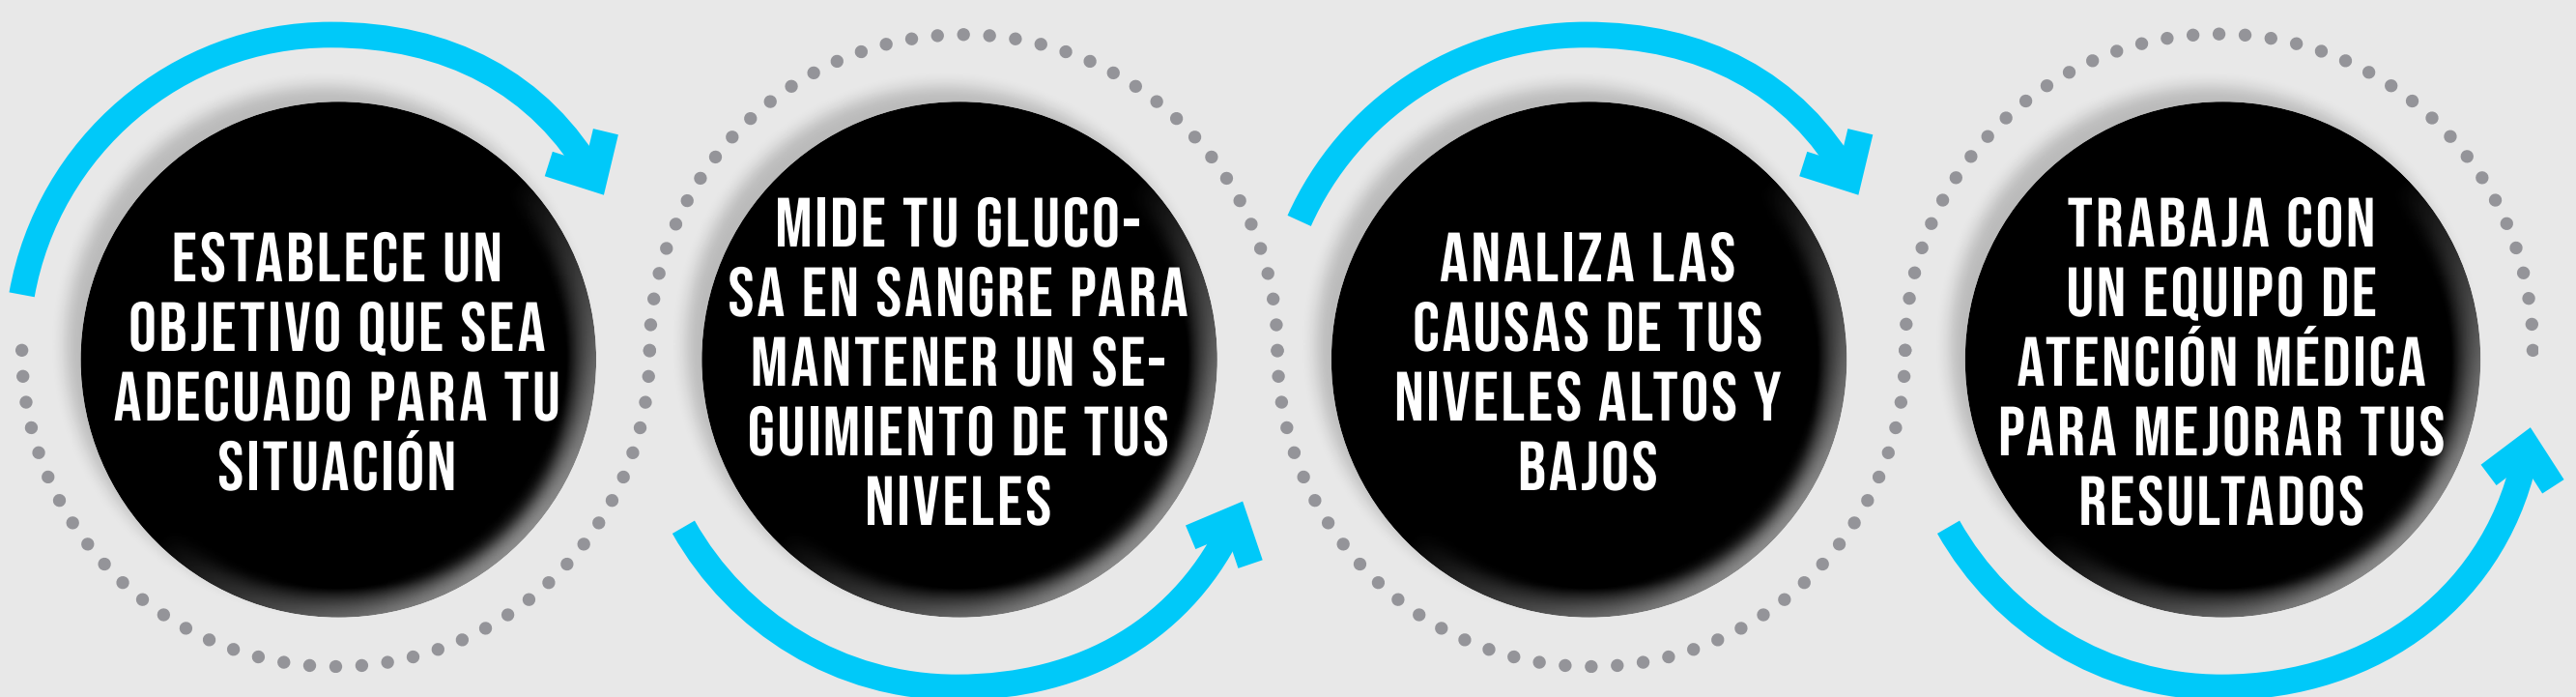 ESTABLECE UN
OBJETIVO QUE SEA
ADECUADO PARA TU
SITUACIÓN
MIDE TU GLUCO-
SA EN SANGRE PARA
MANTENER UN SE-
GUIMIENTO DE TUS
NIVELES
ANALIZA LAS
CAUSAS DE TUS
NIVELES ALTOS Y
BAJOS
TRABAJA CON
UN EQUIPO DE
ATENCIÓN MÉDICA
PARA MEJORAR TUS
RESULTADOS